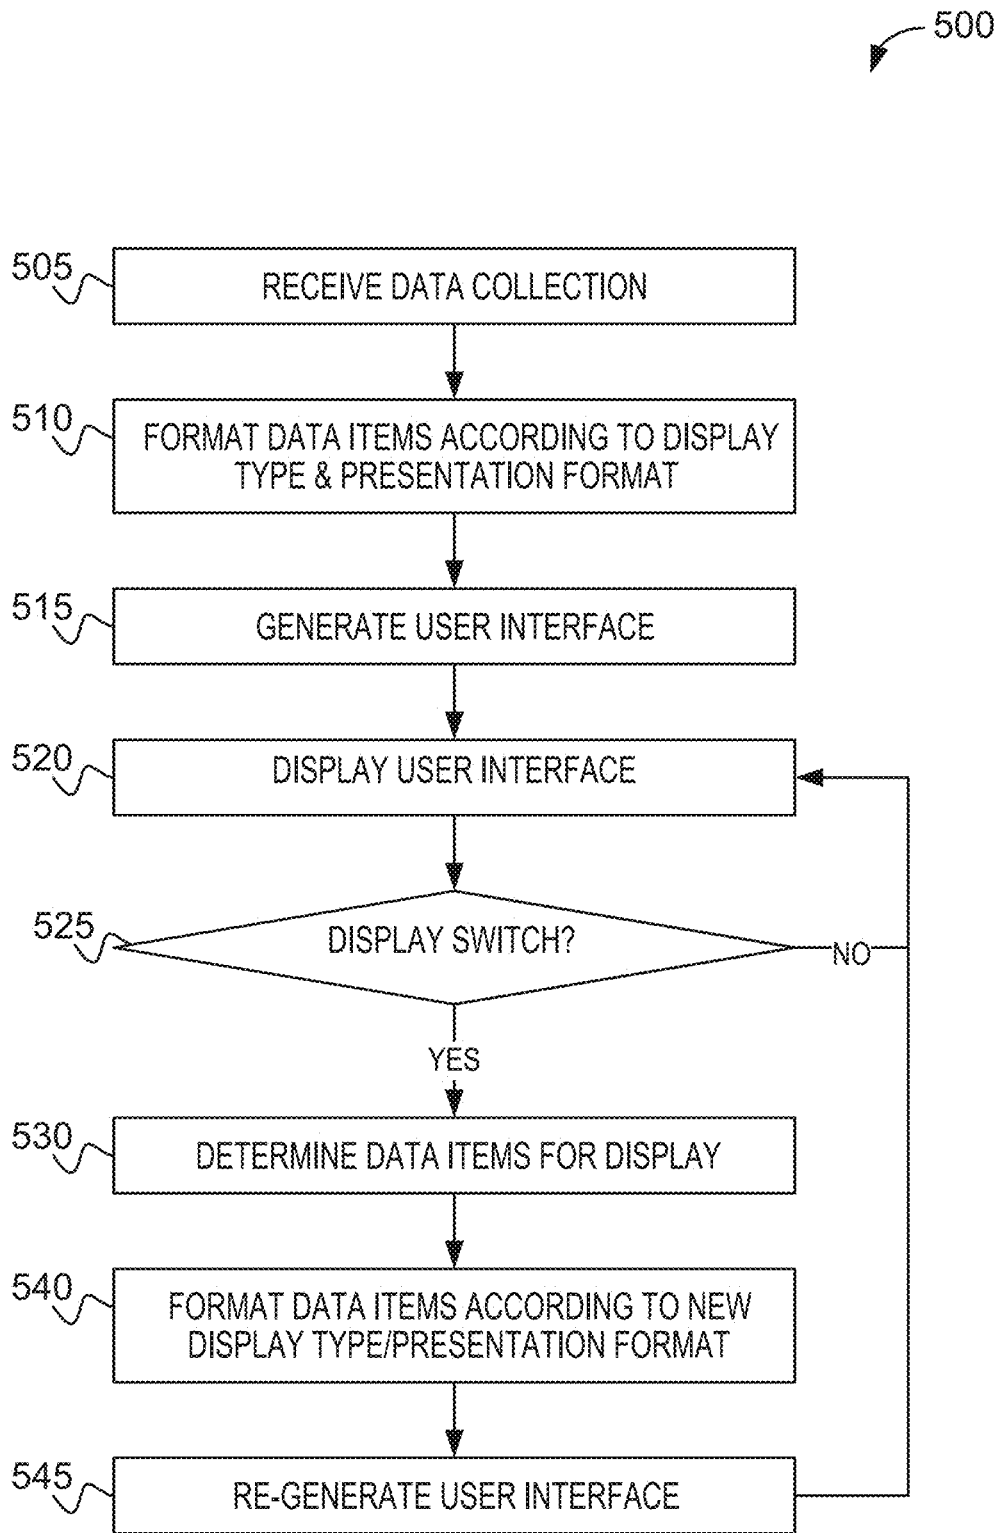 500
505
RECEIVE DATA COLLECTION
510
FORMAT DATA ITEMS ACCORDING TO DISPLAY
TYPE & PRESENTATION FORMAT
515
GENERATE USER INTERFACE
520
DISPLAY USER INTERFACE
525
DISPLAY SWITCH?
NO
YES
530
DETERMINE DATA ITEMS FOR DISPLAY
540
FORMAT DATA ITEMS ACCORDING TO NEW
DISPLAY TYPE/PRESENTATION FORMAT
545
RE-GENERATE USER INTERFACE